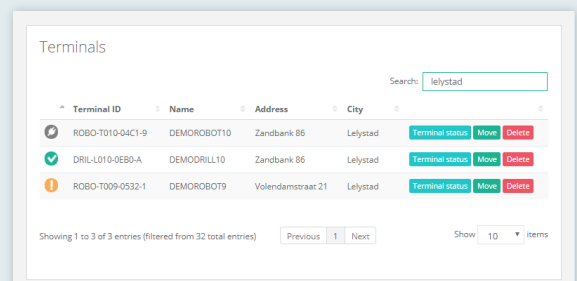 Terminals
Search: lelystad
Terminal ID Name Address City
ROBO-T010-04C1-9 DEMOROBOT10 Zandbank 86 Lelystad Terminal status Move Delete
DRIL-L010-0EB0-A DEMODRILL10 Zandbank 86 Lelystad Terminal status Move Delete
ROBO-T009-0532-1 DEMOROBOT9 Volendamstraat 21 Lelystad Terminal status Move Delete
Showing 1 to 3 of 3 entries (filtered from 32 total entries) Previous 1 Next Show 10 items